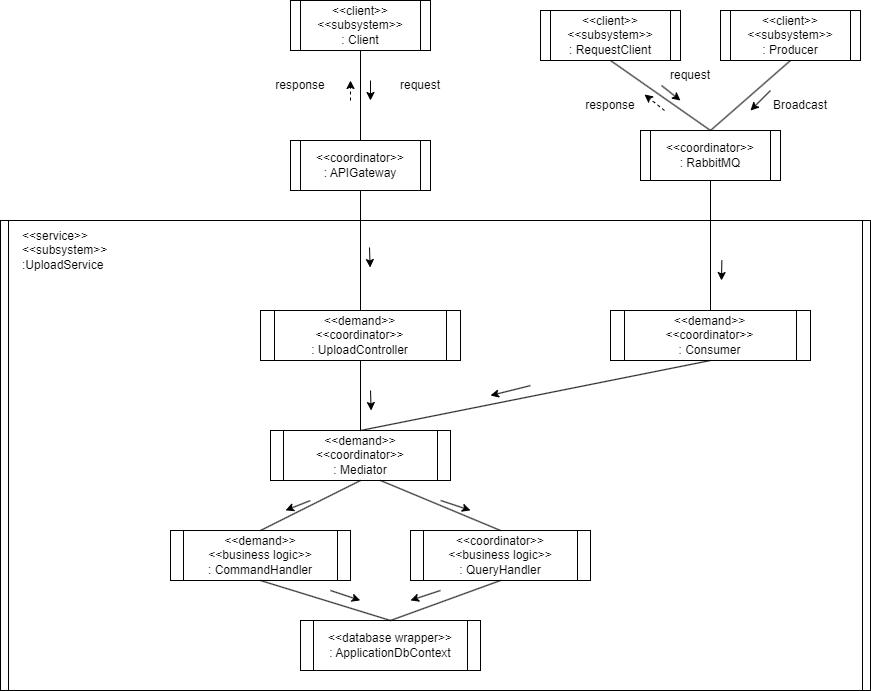 <<client>>
<<subsystem>>
: Client
<<client>>
<<subsystem>>
: RequestClient
<<client>>
<<subsystem>>
: Producer
response
request
request
response
Broadcast
<<coordinator>>
: APIGateway
<<coordinator>>
: RabbitMQ
<<service>>
<<subsystem>>
:UploadService
<<demand>>
<<coordinator>>
: UploadController
<<demand>>
<<coordinator>>
: Consumer
<<demand>>
<<coordinator>>
: Mediator
<<demand>>
<<business logic>>
: CommandHandler
<<coordinator>>
<<business logic>>
: QueryHandler
<<database wrapper>>
: ApplicationDbContext